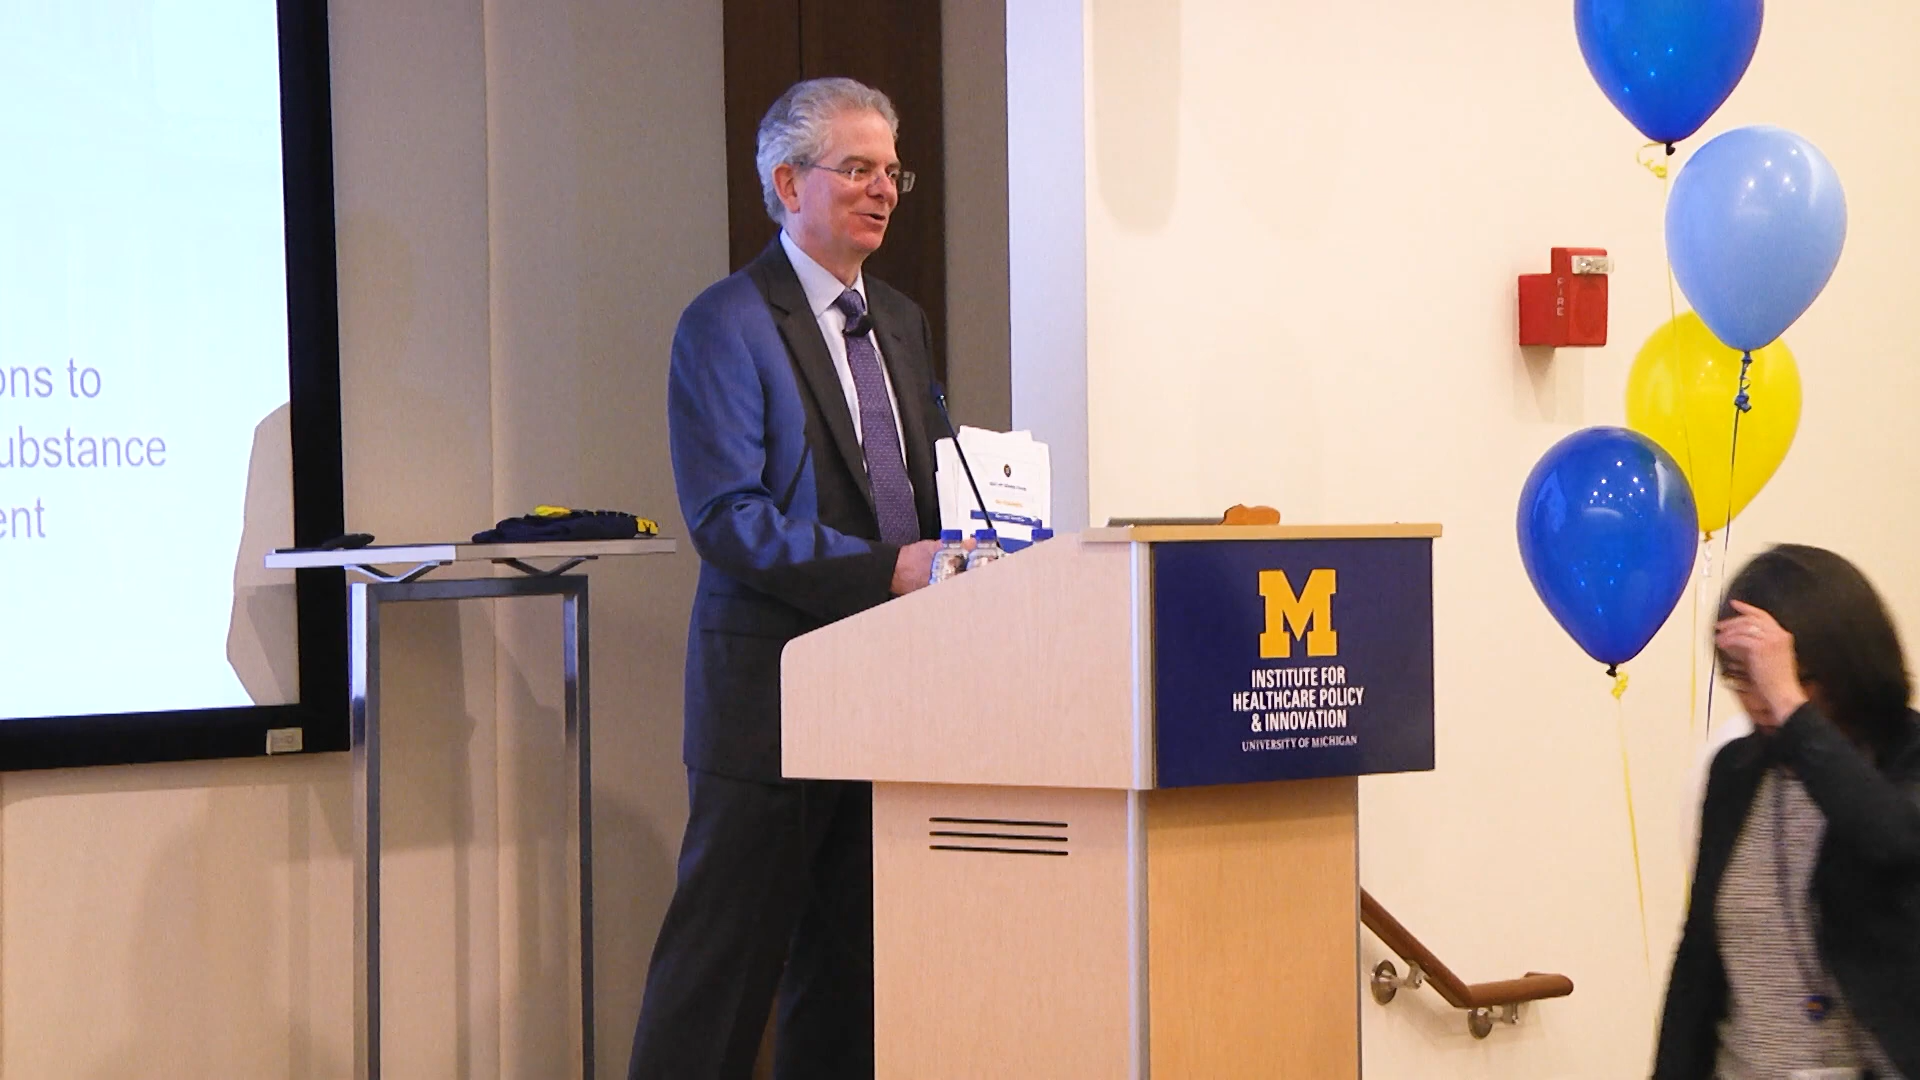 ons to
ubstance
ent
FIRE
M
INSTITUTE FOR
HEALTHCARE POLICY
& INNOVATION
UNIVERSITY OF MICHIGAN